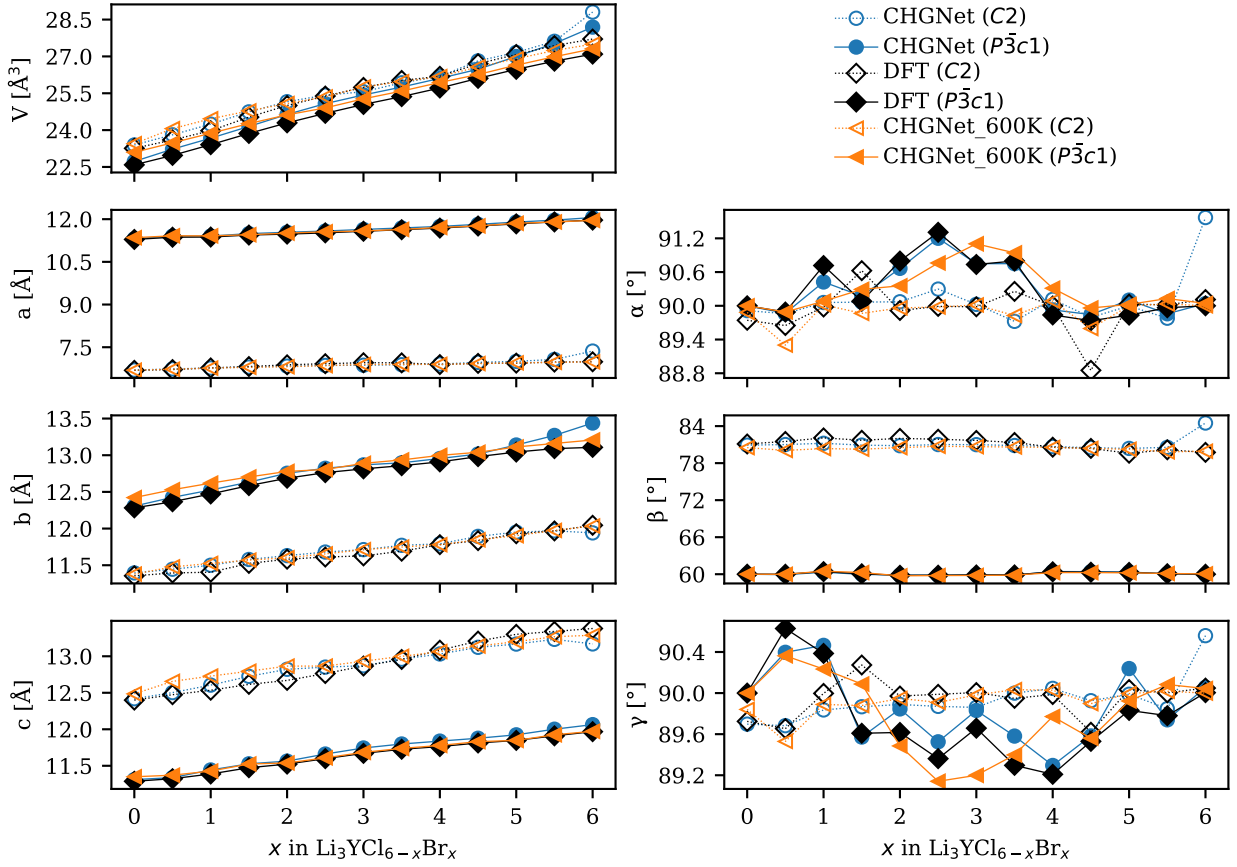 28.5
27.0
25.5
24.0
22.5
V [Å³]
CHGNet (C2)
CHGNet (P3̄c1)
DFT (C2)
DFT (P3̄c1)
CHGNet_600K (C2)
CHGNet_600K (P3̄c1)
12.0
10.5
9.0
7.5
a [Å]
91.2
90.6
90.0
89.4
88.8
α [°]
13.5
13.0
12.5
12.0
11.5
b [Å]
84
78
72
66
60
β [°]
13.0
12.5
12.0
11.5
c [Å]
0 1 2 3 4 5 6
x in Li₃YCl₆₋ₓBrₓ
90.4
90.0
89.6
89.2
γ [°]
0 1 2 3 4 5 6
x in Li₃YCl₆₋ₓBrₓ